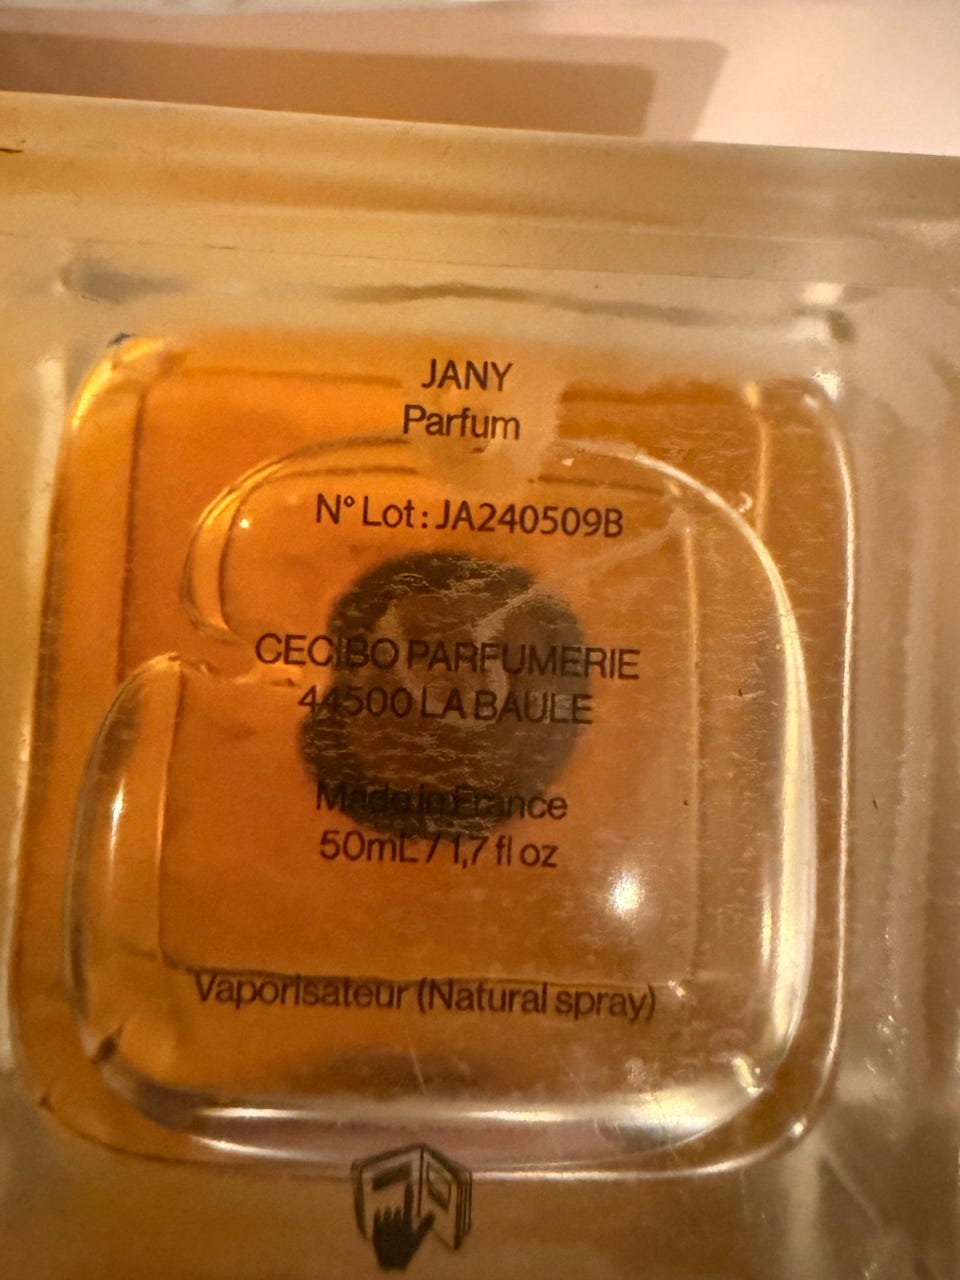 JANY
Parfum
N° Lot : JA240509B
CECIBO PARFUMERIE
44500 LA BAULE
Made in France
50mL / 1,7 fl oz
Vaporisateur (Natural spray)